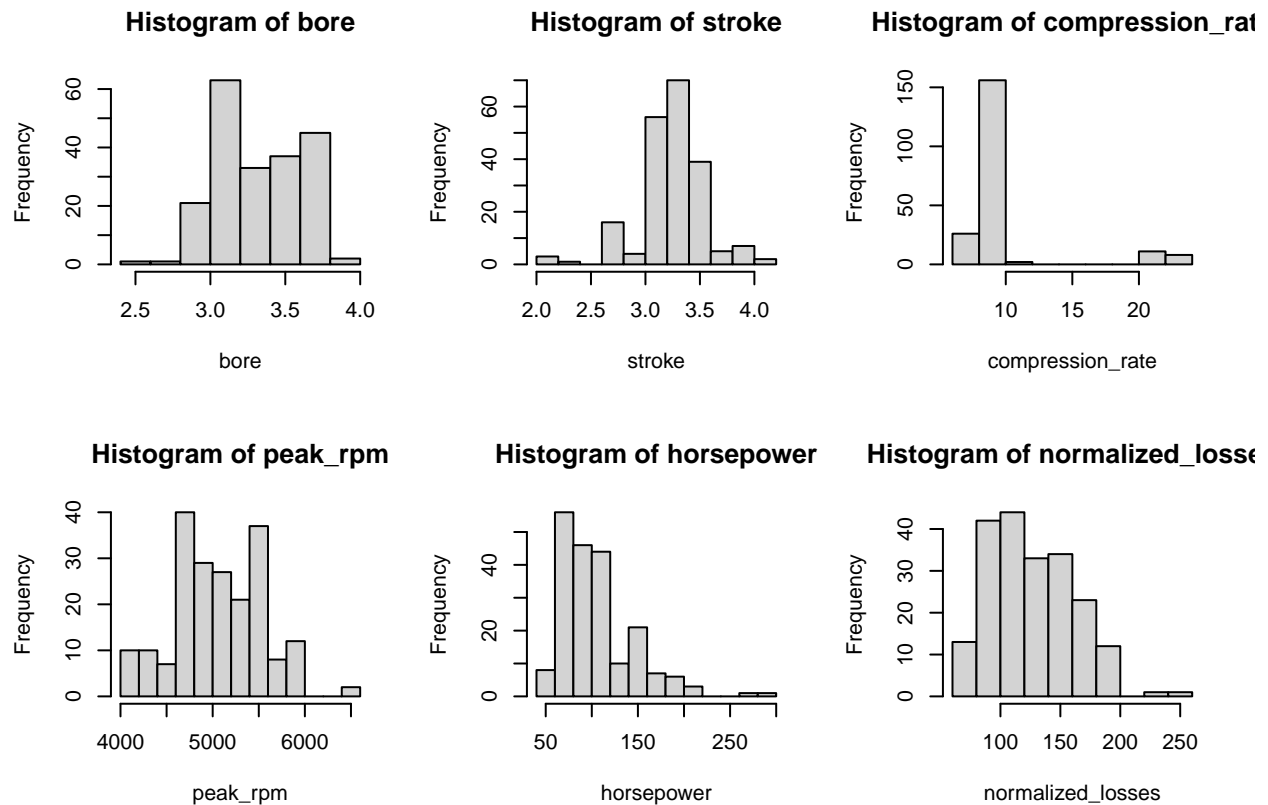 Histogram of bore
Frequency
0
20
40
60
2.5
3.0
3.5
4.0
bore
Histogram of stroke
Frequency
0
20
40
60
2.0
2.5
3.0
3.5
4.0
stroke
Histogram of compression_rat
Frequency
0
50
100
150
10
15
20
compression_rate
Histogram of peak_rpm
Frequency
0
10
20
30
40
4000
5000
6000
peak_rpm
Histogram of horsepower
Frequency
0
20
40
50
150
250
horsepower
Histogram of normalized_losse
Frequency
0
10
20
30
40
100
150
200
250
normalized_losses